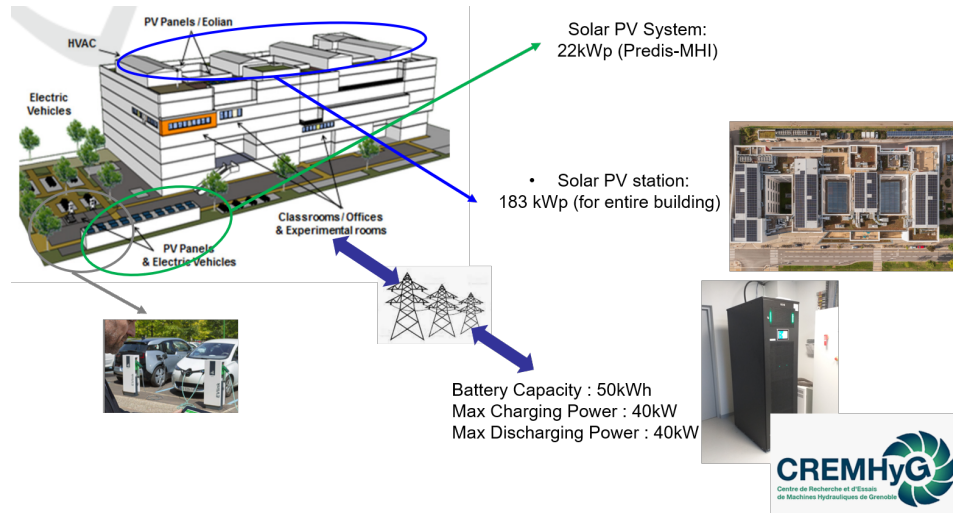 PV Panels / Eolian
HVAC
Electric
Vehicles
Classrooms / Offices
& Experimental rooms
PV Panels
& Electric Vehicles
Solar PV System:
22kWp (Predis-MHI)
• Solar PV station:
183 kWp (for entire building)
Battery Capacity : 50kWh
Max Charging Power : 40kW
Max Discharging Power : 40kW
CREMHyG
Centre de Recherche et d'Essais
de Machines Hydrauliques de Grenoble